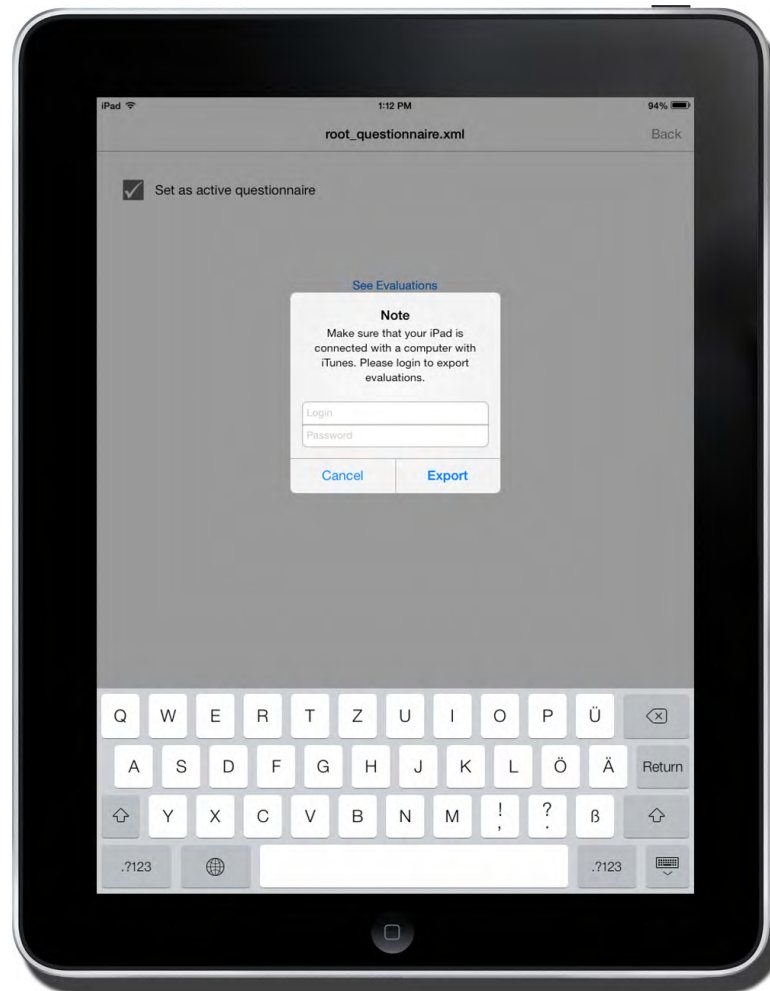 iPad 1:12 PM 94%
root_questionnaire.xml Back
Set as active questionnaire
See Evaluations
Note
Make sure that your iPad is
connected with a computer with
iTunes. Please login to export
evaluations.
Login
Password
Cancel Export
Q W E R T Z U I O P Ü
A S D F G H J K L Ö Ä Return
Y X C V B N M ! , ? . ß
.?123 .?123